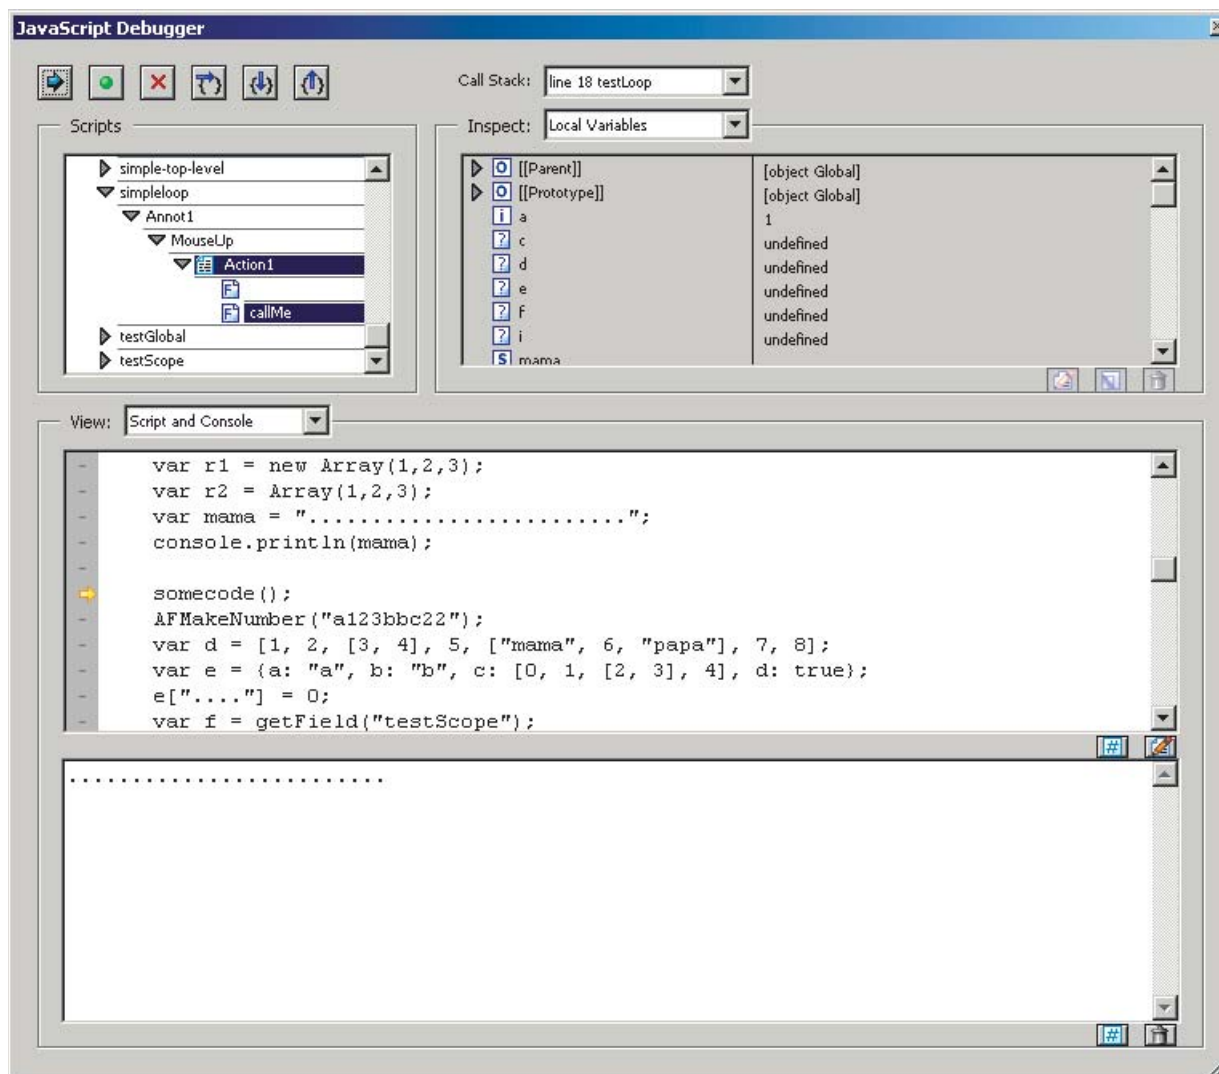 JavaScript Debugger
Call Stack: line 18 testLoop
Scripts
Inspect: Local Variables
simple-top-level
simpleloop
Annot1
MouseUp
Action1
callMe
testGlobal
testScope
[[Parent]] [object Global]
[[Prototype]] [object Global]
a 1
c undefined
d undefined
e undefined
f undefined
i undefined
mama
View: Script and Console
var r1 = new Array(1,2,3);
var r2 = Array(1,2,3);
var mama = ".........................";
console.println(mama);
somecode();
AFMakeNumber("a123bbc22");
var d = [1, 2, [3, 4], 5, ["mama", 6, "papa"], 7, 8];
var e = {a: "a", b: "b", c: [0, 1, [2, 3], 4], d: true};
e["...."] = 0;
var f = getField("testScope");
.........................